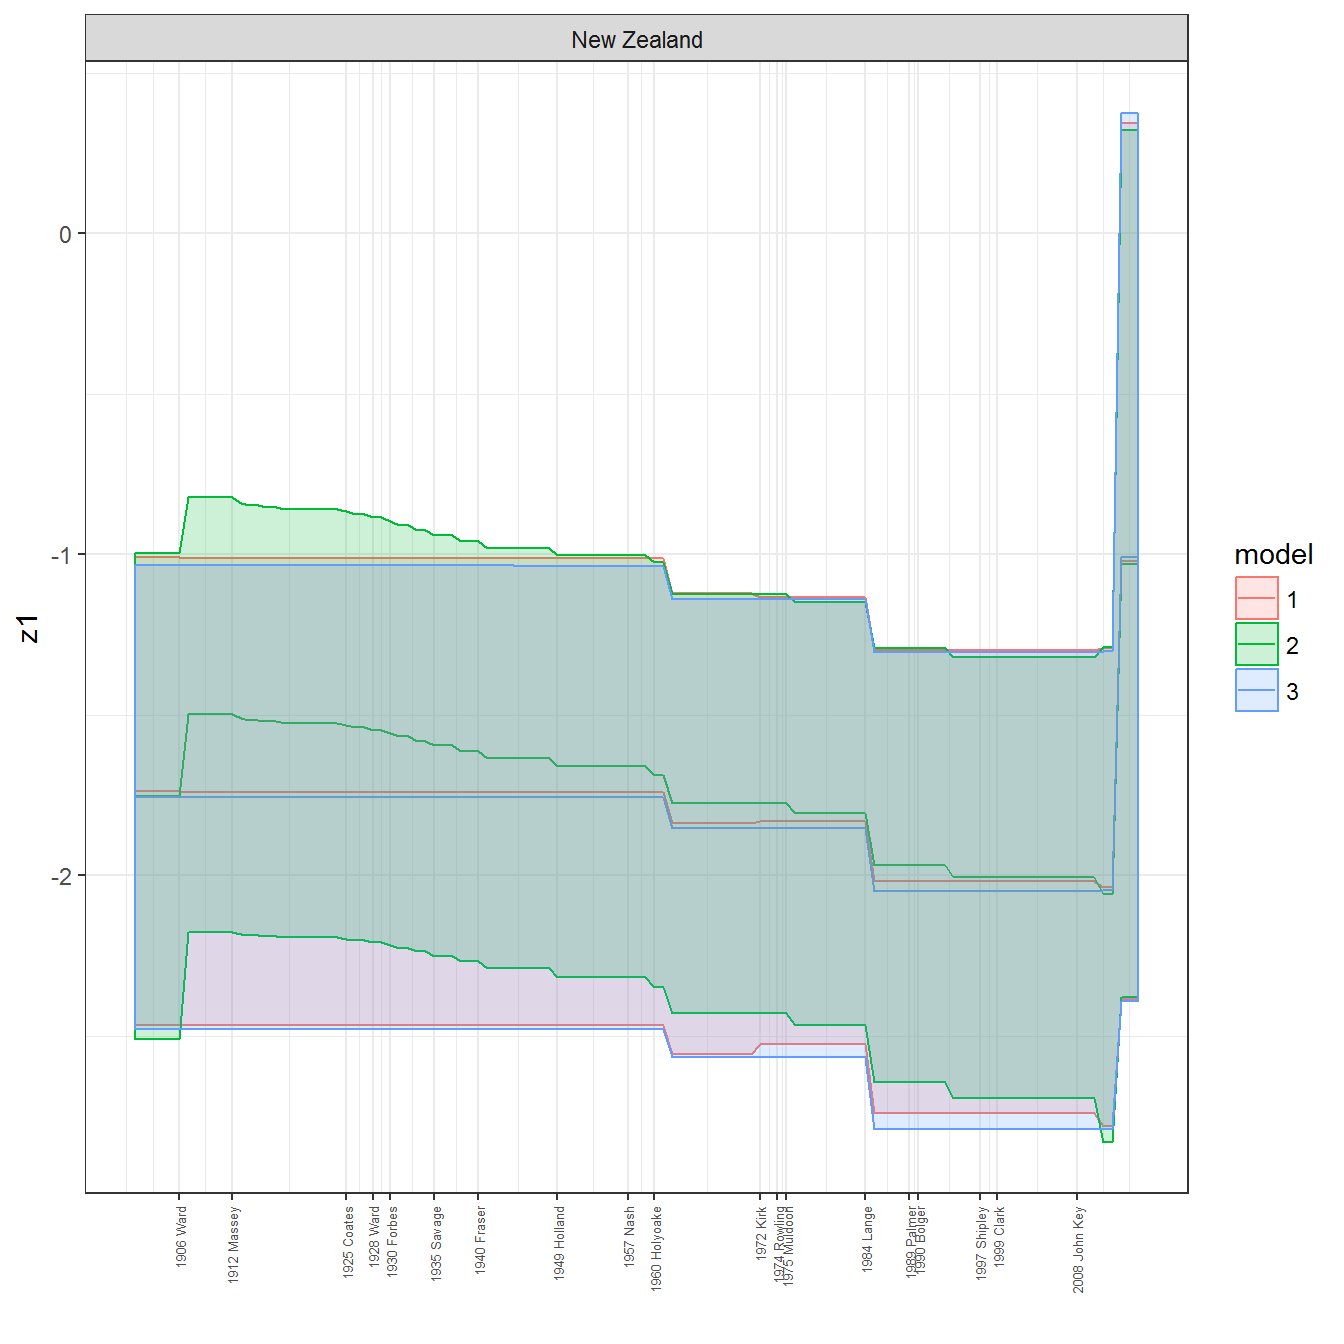 New Zealand
0
-1
-2
z1
1906 Ward
1912 Massey
1925 Coates
1928 Ward
1930 Forbes
1935 Savage
1940 Fraser
1949 Holland
1957 Nash
1960 Holyoake
1972 Kirk
1974 Rowling
1975 Muldoon
1984 Lange
1989 Palmer
1990 Bolger
1997 Shipley
1999 Clark
2008 John Key
model
1
2
3